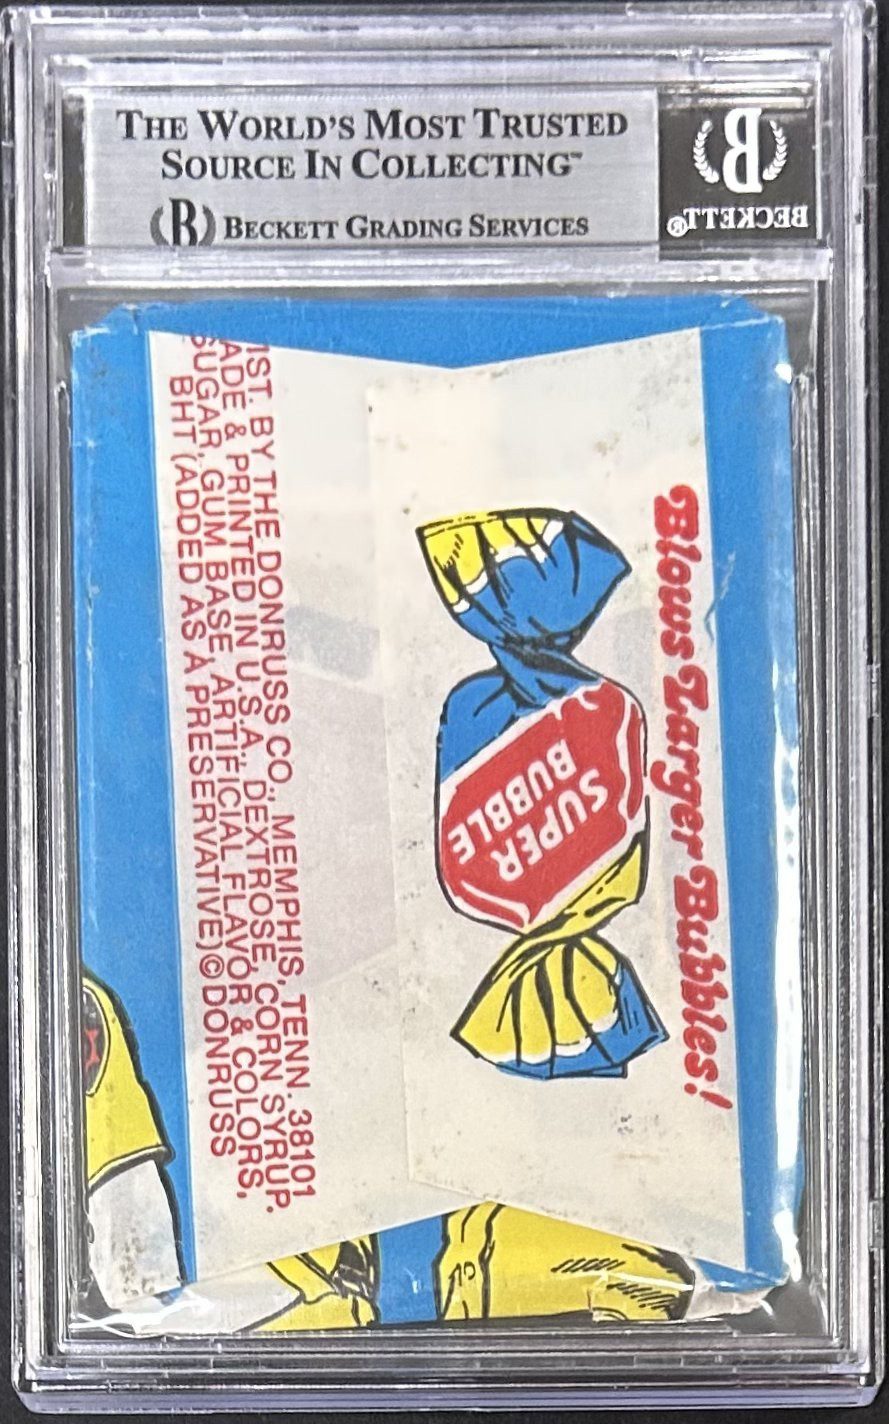 THE WORLD'S MOST TRUSTED
SOURCE IN COLLECTING™
B BECKETT GRADING SERVICES
B
BECKETT®
IST. BY THE DONRUSS CO., MEMPHIS, TENN. 38101
ADE & PRINTED IN U.S.A. DEXTROSE, CORN SYRUP.
SUGAR, GUM BASE, ARTIFICIAL FLAVOR & COLORS,
BHT (ADDED AS A PRESERVATIVE) © DONRUSS
Blows Larger Bubbles!
SUPER
BUBBLE